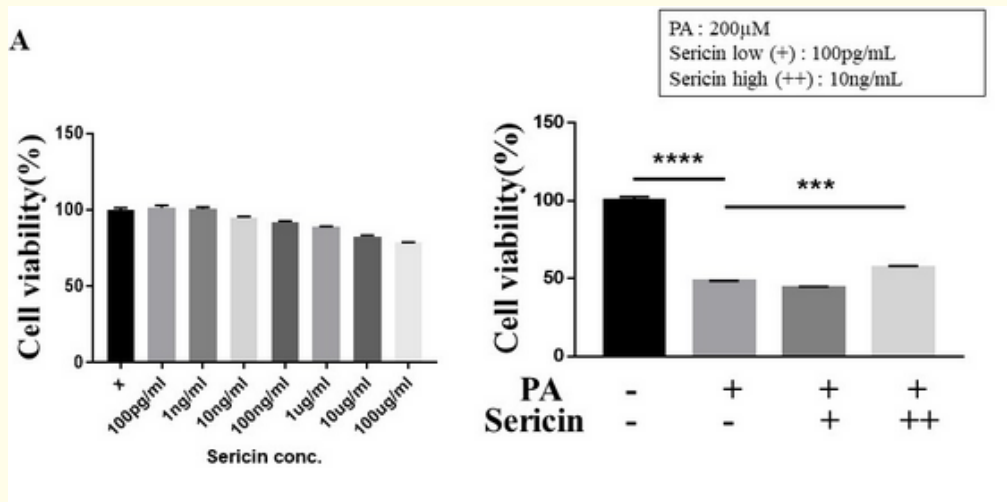 A
150
100
50
0
Cell viability(%)
x
100pg/ml
1ng/ml
10ng/ml
100ng/ml
1ug/ml
10ug/ml
100ug/ml
Sericin conc.
PA : 200µM
Sericin low (+) : 100pg/mL
Sericin high (++) : 10ng/mL
150
100
50
0
Cell viability(%)
****
***
PA - + + +
Sericin - - + ++